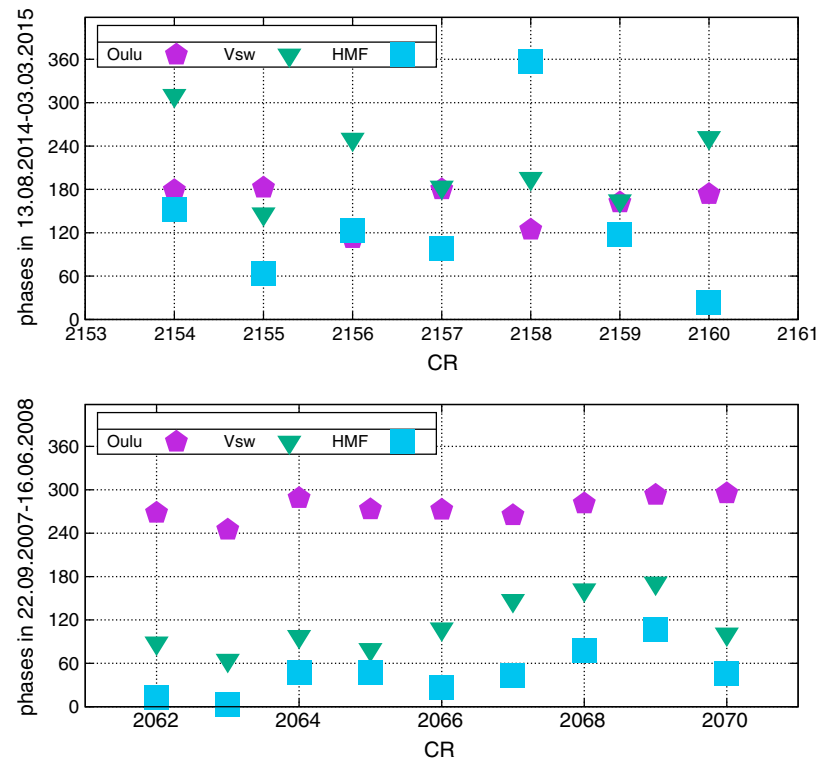 phases in 13.08.2014-03.03.2015
Oulu Vsw HMF
360
300
240
180
120
60
0
2153 2154 2155 2156 2157 2158 2159 2160 2161
CR
phases in 22.09.2007-16.06.2008
Oulu Vsw HMF
360
300
240
180
120
60
0
2062 2064 2066 2068 2070
CR